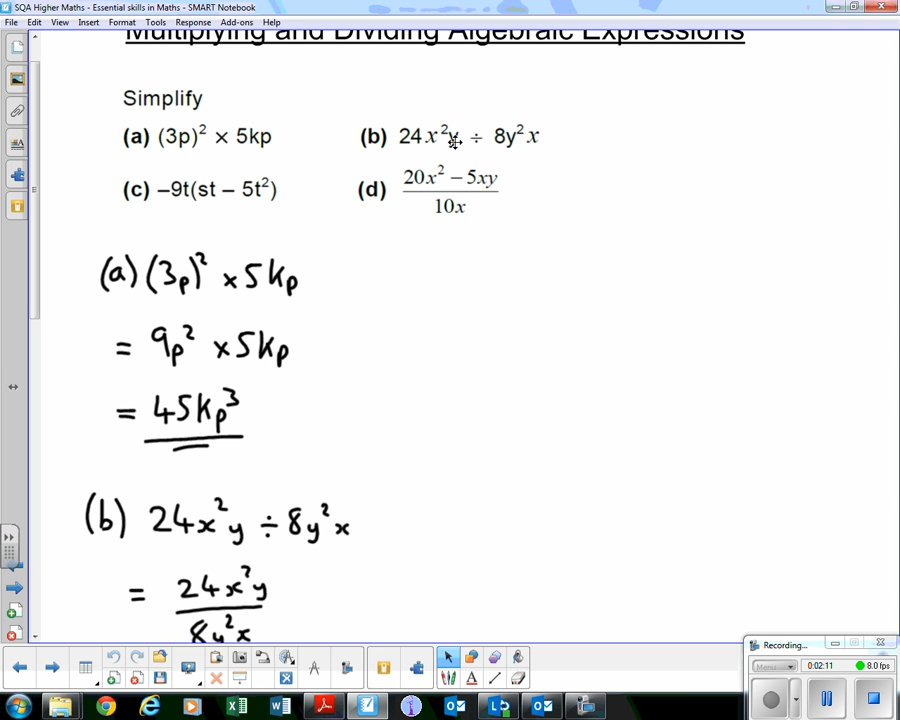 SQA Higher Maths - Essential skills in Maths - SMART Notebook
File Edit View Insert Format Tools Response Add-ons Help
Multiplying and Dividing Algebraic Expressions
Simplify
(a) (3p)² × 5kp (b) 24x²y ÷ 8y²x
(c) –9t(st – 5t²) (d) 20x² – 5xy
10x
(a) (3p)² × 5kp
= 9p² × 5kp
= 45kp³
(b) 24x²y ÷ 8y²x
= 24x²y
8y²x
Recording...
Menu 0:02:11 8.0 fps